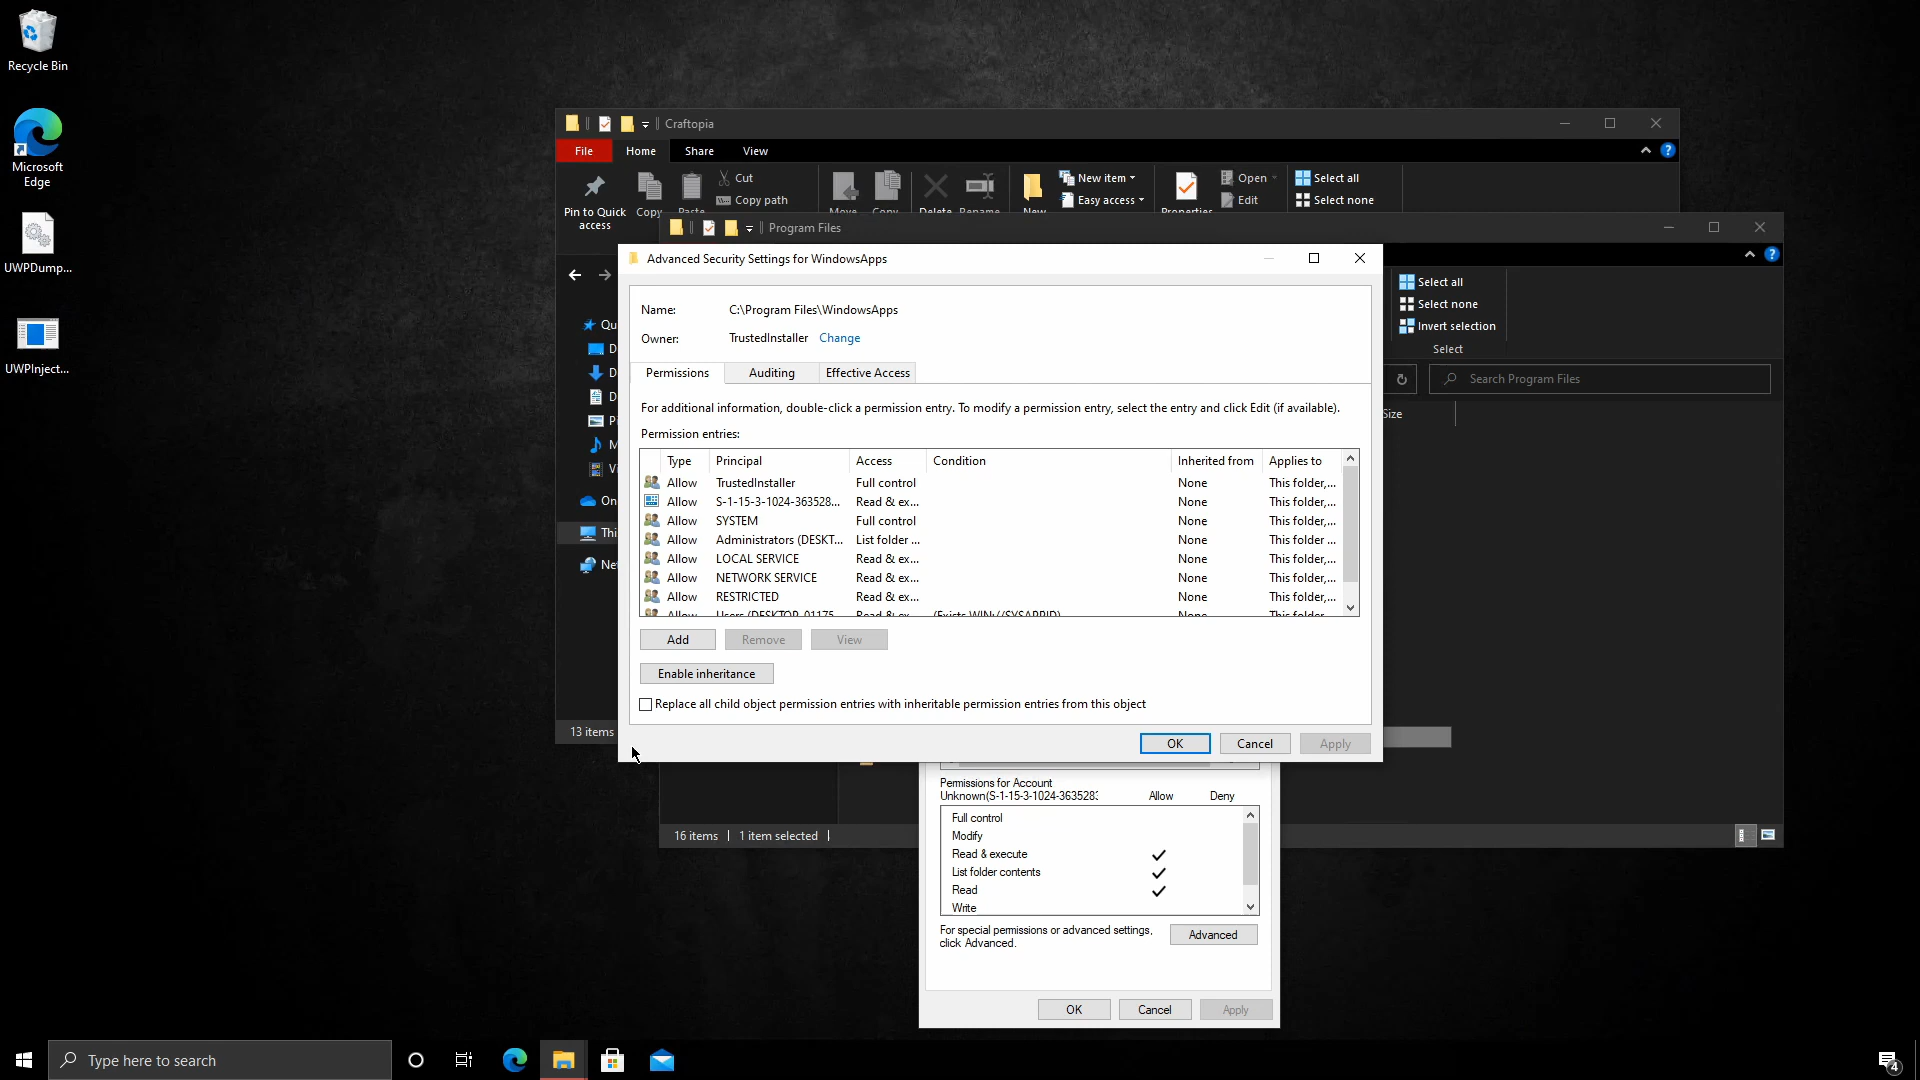 Recycle Bin
Microsoft
Edge
UWPDump...
UWPInject...
Craftopia
File Home Share View
Pin to Quick
access
Copy
Cut
Copy path
New item
Easy access
Open
Edit
Select all
Select none
Program Files
Select all
Select none
Invert selection
Select
Search Program Files
Size
13 items
Advanced Security Settings for WindowsApps
Name: C:\Program Files\WindowsApps
Owner: TrustedInstaller Change
Permissions Auditing Effective Access
For additional information, double-click a permission entry. To modify a permission entry, select the entry and click Edit (if available).
Permission entries:
Type Principal Access Condition Inherited from Applies to
Allow TrustedInstaller Full control None This folder,...
Allow S-1-15-3-1024-363528... Read & ex... None This folder,...
Allow SYSTEM Full control None This folder,...
Allow Administrators (DESKT... List folder ... None This folder ...
Allow LOCAL SERVICE Read & ex... None This folder,...
Allow NETWORK SERVICE Read & ex... None This folder,...
Allow RESTRICTED Read & ex... None This folder,...
Add Remove View
Enable inheritance
Replace all child object permission entries with inheritable permission entries from this object
OK Cancel Apply
Permissions for Account
Unknown(S-1-15-3-1024-3635283 Allow Deny
Full control
Modify
Read & execute
List folder contents
Read
Write
For special permissions or advanced settings,
click Advanced.
Advanced
OK Cancel Apply
16 items 1 item selected
Type here to search
4